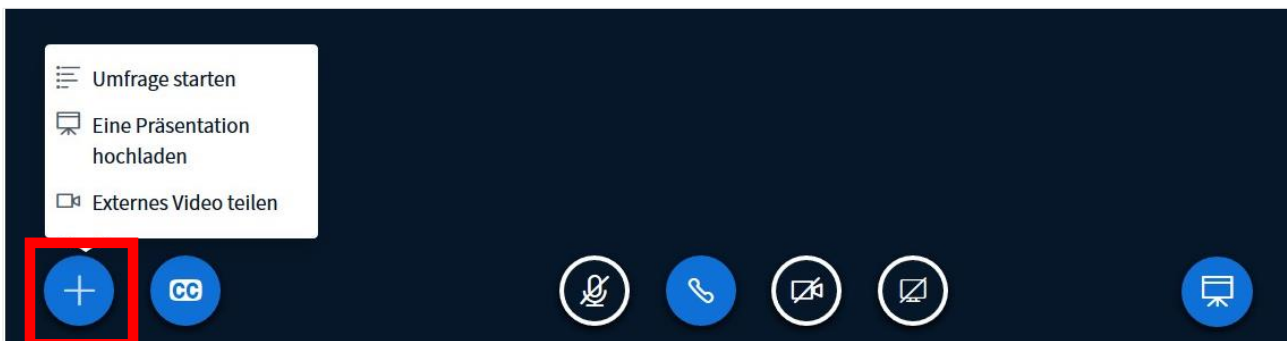 Umfrage starten
Eine Präsentation
hochladen
Externes Video teilen
CC